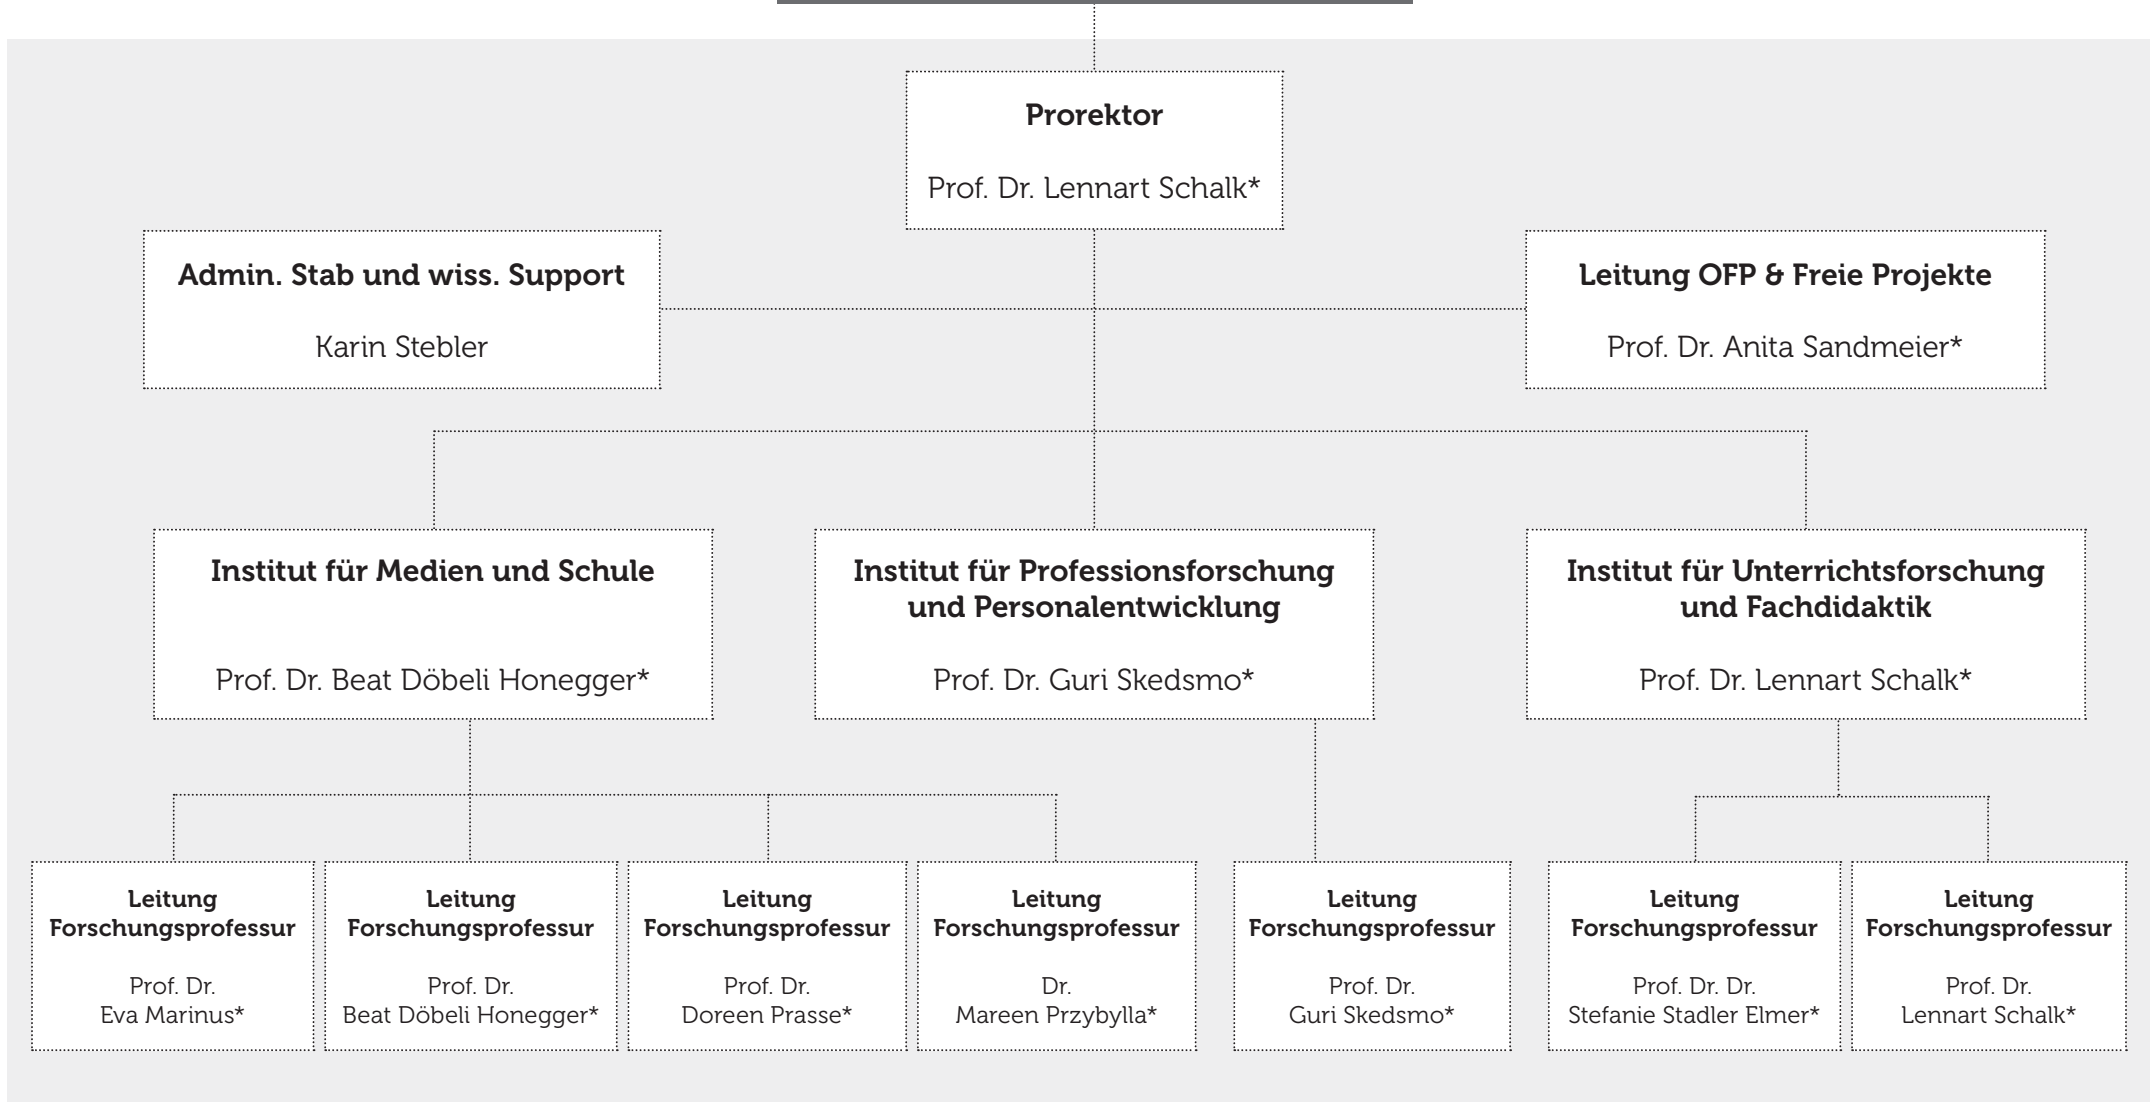 Prorektor
Prof. Dr. Lennart Schalk*
Admin. Stab und wiss. Support
Karin Stebler
Leitung OFP & Freie Projekte
Prof. Dr. Anita Sandmeier*
Institut für Medien und Schule
Prof. Dr. Beat Döbeli Honegger*
Institut für Professionsforschung
und Personalentwicklung
Prof. Dr. Guri Skedsmo*
Institut für Unterrichtsforschung
und Fachdidaktik
Prof. Dr. Lennart Schalk*
Leitung
Forschungsprofessur
Prof. Dr.
Eva Marinus*
Leitung
Forschungsprofessur
Prof. Dr.
Beat Döbeli Honegger*
Leitung
Forschungsprofessur
Prof. Dr.
Doreen Prasse*
Leitung
Forschungsprofessur
Dr.
Mareen Przybylla*
Leitung
Forschungsprofessur
Prof. Dr.
Guri Skedsmo*
Leitung
Forschungsprofessur
Prof. Dr. Dr.
Stefanie Stadler Elmer*
Leitung
Forschungsprofessur
Prof. Dr.
Lennart Schalk*